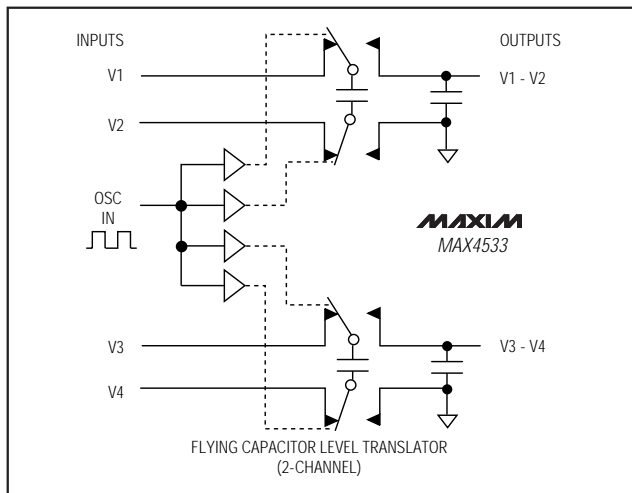 INPUTS
OUTPUTS
V1
V1 - V2
V2
OSC
IN
MAXIM
MAX4533
V3
V3 - V4
V4
FLYING CAPACITOR LEVEL TRANSLATOR
(2-CHANNEL)